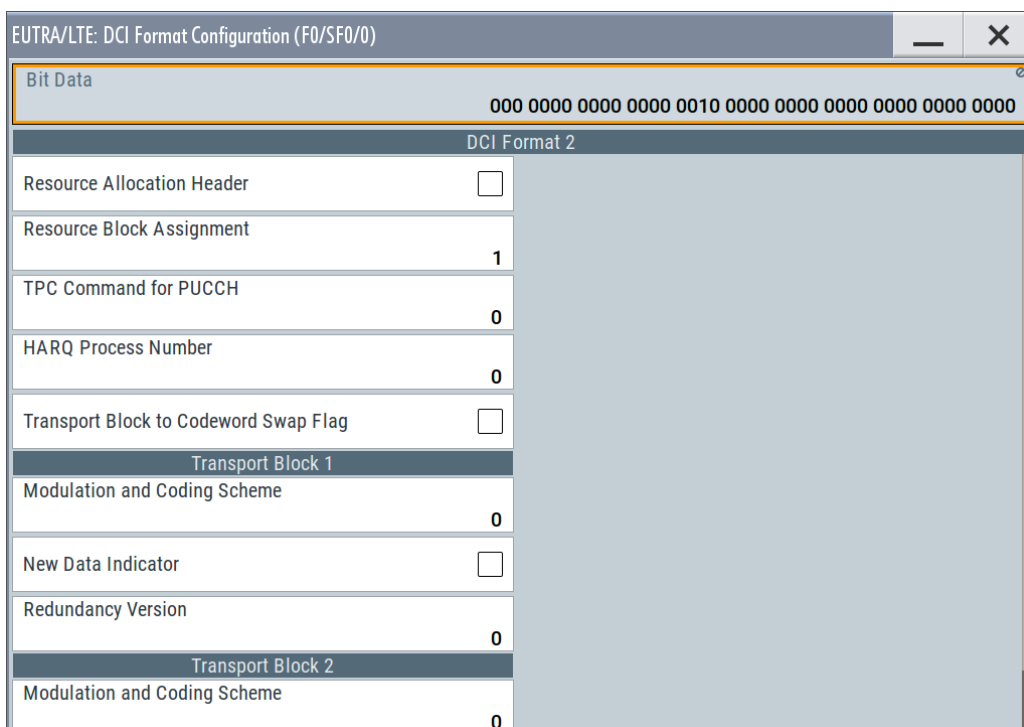 EUTRA/LTE: DCI Format Configuration (F0/SF0/0)
Bit Data
000 0000 0000 0000 0010 0000 0000 0000 0000 0000 0000
DCI Format 2
Resource Allocation Header
Resource Block Assignment
1
TPC Command for PUCCH
0
HARQ Process Number
0
Transport Block to Codeword Swap Flag
Transport Block 1
Modulation and Coding Scheme
0
New Data Indicator
Redundancy Version
0
Transport Block 2
Modulation and Coding Scheme
0